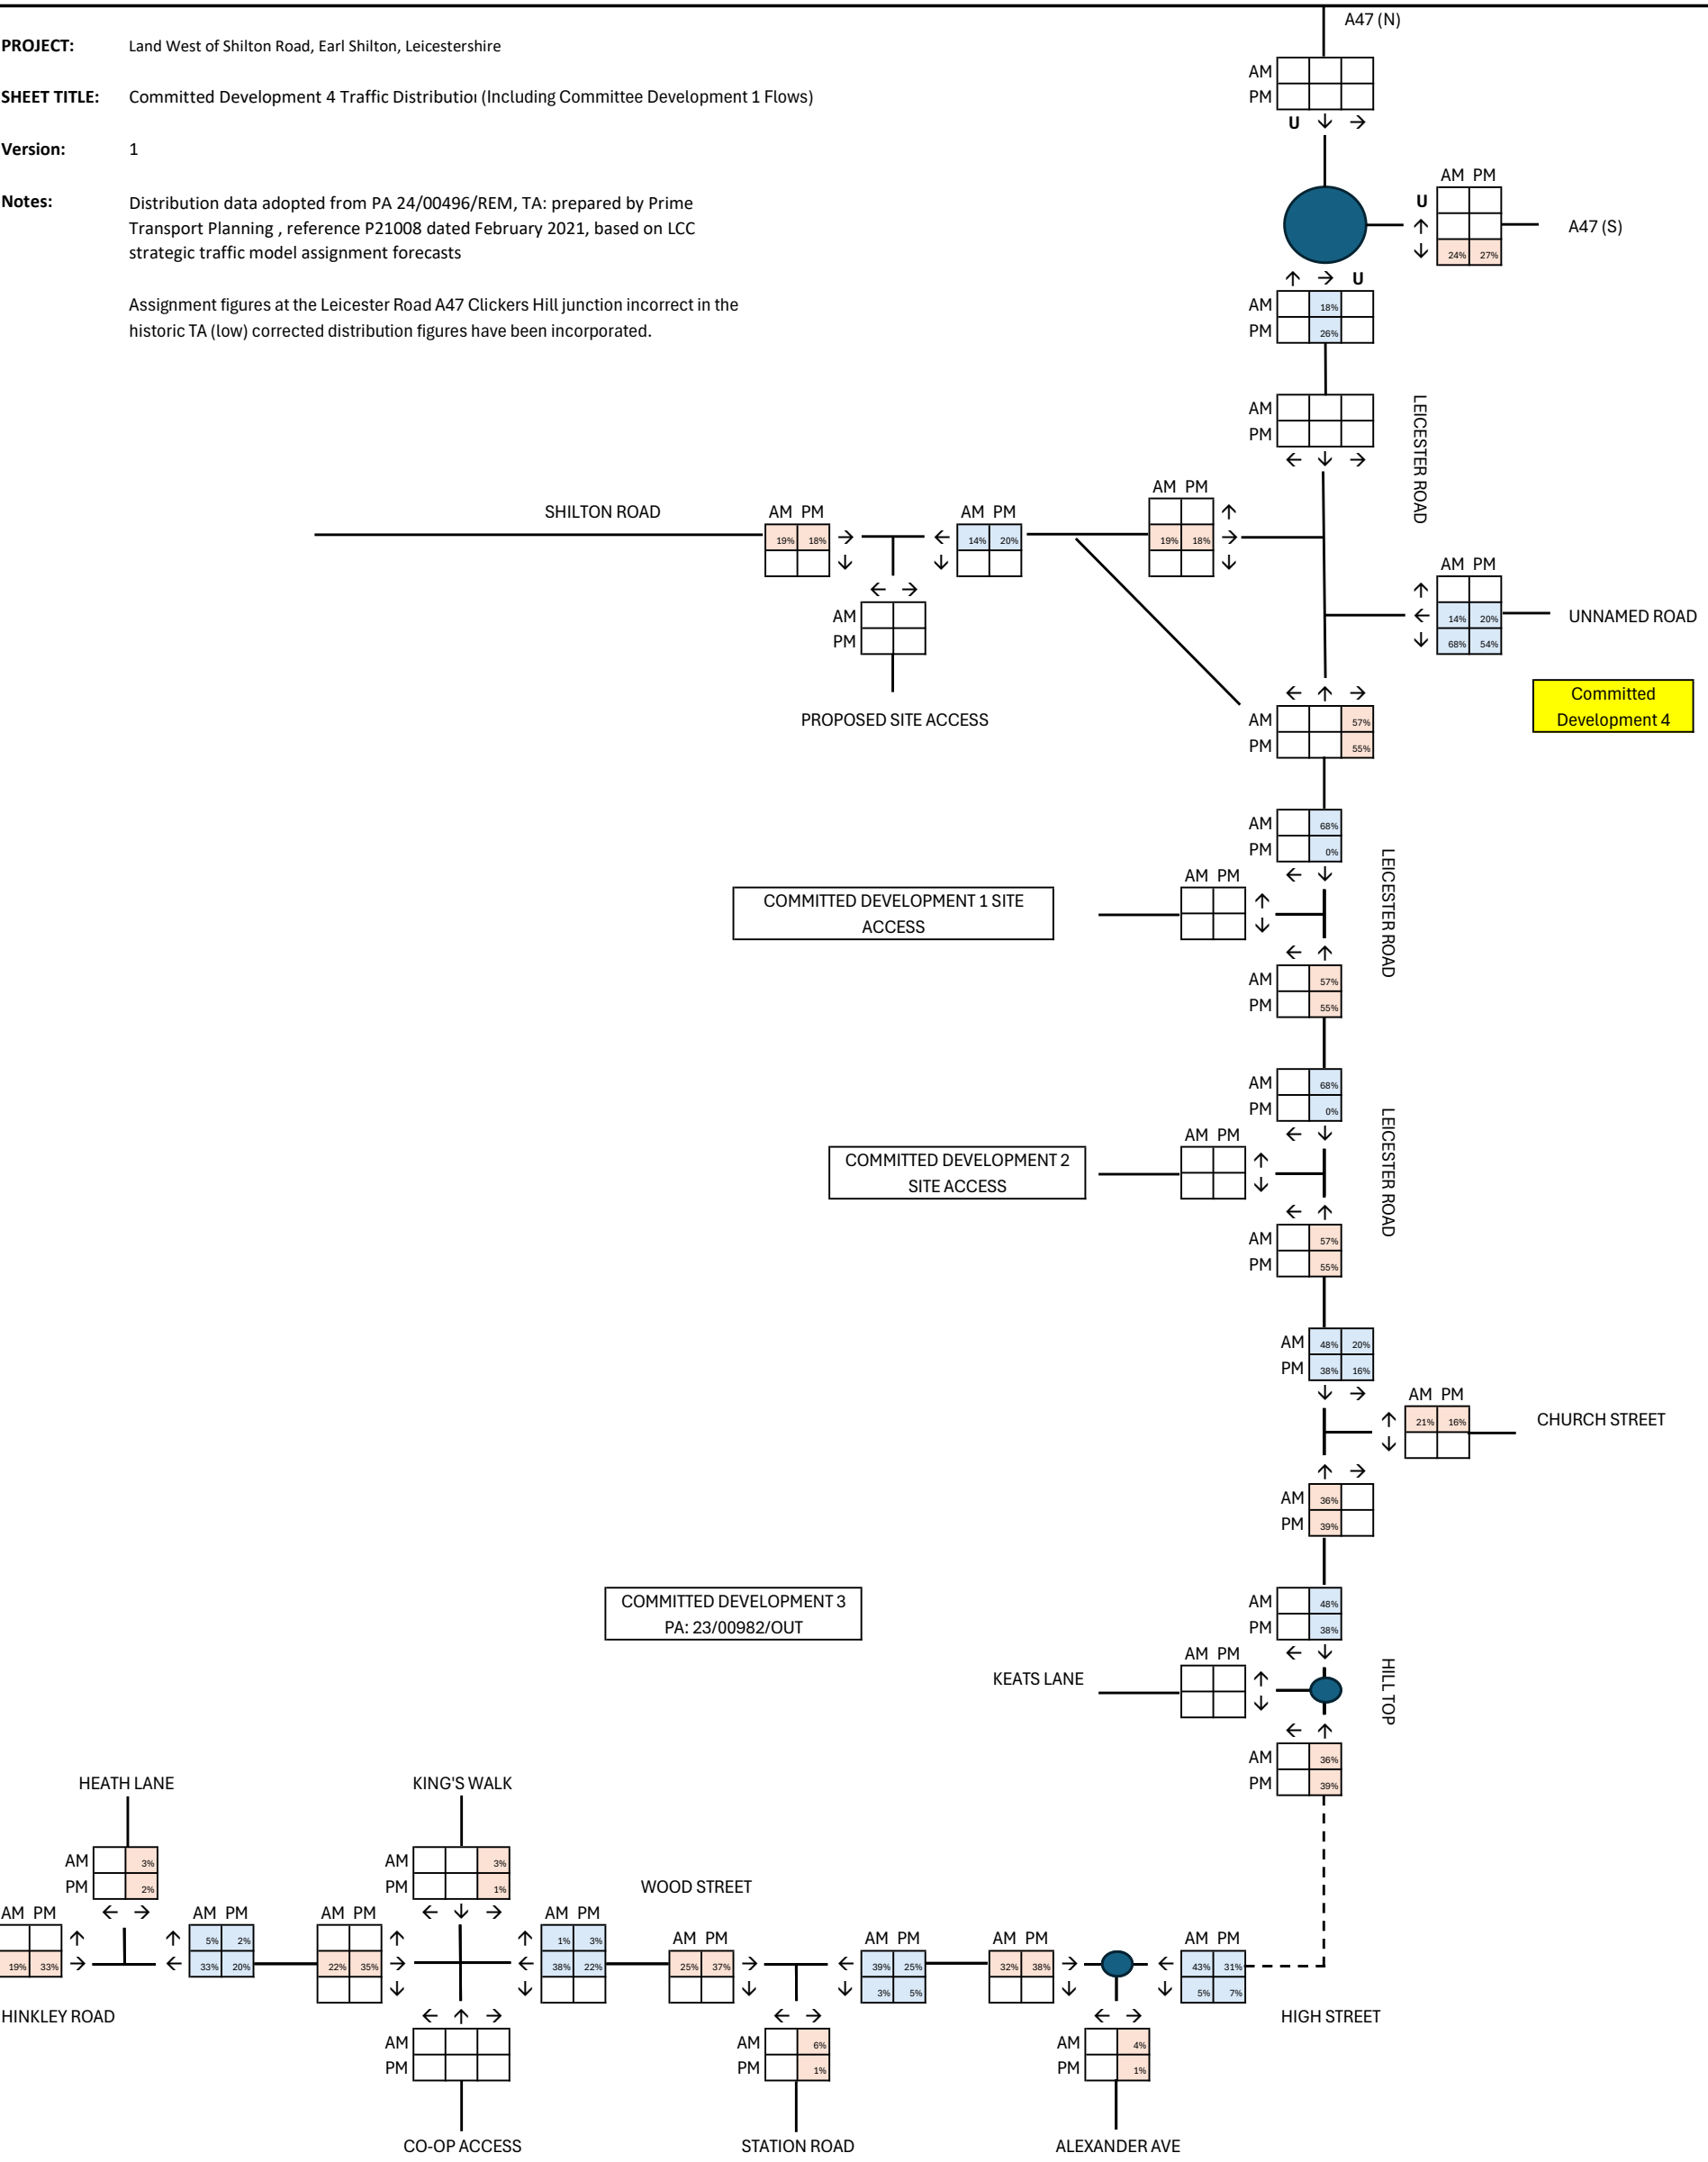 A47 (N)
PROJECT: Land West of Shilton Road, Earl Shilton, Leicestershire
AM
SHEET TITLE: Committed Development 4 Traffic Distributioı (Including Committee Development 1 Flows)
PM
U ↓ →
Version: 1
AM PM
Notes: Distribution data adopted from PA 24/00496/REM, TA: prepared by Prime
Transport Planning , reference P21008 dated February 2021, based on LCC
strategic traffic model assignment forecasts
U
↑
A47 (S)
↓ 24% 27%
↑ → U
Assignment figures at the Leicester Road A47 Clickers Hill junction incorrect in the
historic TA (low) corrected distribution figures have been incorporated.
AM 18%
PM 26%
AM
PM
← ↓ →
LEICESTER ROAD
SHILTON ROAD
AM PM
19% 18% →
↓
AM PM
← 14% 20%
↓
AM PM
↑
19% 18% →
↓
← →
AM
PM
PROPOSED SITE ACCESS
AM PM
↑
← 14% 20%
↓ 68% 54%
UNNAMED ROAD
Committed
Development 4
← ↑ →
AM 57%
PM 55%
AM 68%
PM 0%
← ↓
LEICESTER ROAD
COMMITTED DEVELOPMENT 1 SITE
ACCESS
AM PM
↑
↓
← ↑
AM 57%
PM 55%
AM 68%
PM 0%
← ↓
LEICESTER ROAD
COMMITTED DEVELOPMENT 2
SITE ACCESS
AM PM
↑
↓
← ↑
AM 57%
PM 55%
AM 48% 20%
PM 38% 16%
↓ →
AM PM
↑ 21% 16%
↓
CHURCH STREET
↑ →
AM 36%
PM 39%
COMMITTED DEVELOPMENT 3
PA: 23/00982/OUT
AM 48%
PM 38%
← ↓
KEATS LANE
AM PM
↑
↓
HILL TOP
← ↑
AM 36%
PM 39%
HEATH LANE
AM 3%
PM 2%
← →
KING'S WALK
AM 3%
PM 1%
← ↓ →
WOOD STREET
AM PM
↑
19% 33% →
AM PM
↑ 5% 2%
← 33% 20%
AM PM
↑
22% 35% →
↓
AM PM
↑ 1% 3%
← 38% 22%
↓
AM PM
25% 37% →
↓
AM PM
← 39% 25%
↓ 3% 5%
AM PM
32% 38% →
↓
AM PM
← 43% 31%
↓ 5% 7%
HINKLEY ROAD
HIGH STREET
← ↑ →
AM
PM
← →
AM 6%
PM 1%
← →
AM 4%
PM 1%
CO-OP ACCESS
STATION ROAD
ALEXANDER AVE